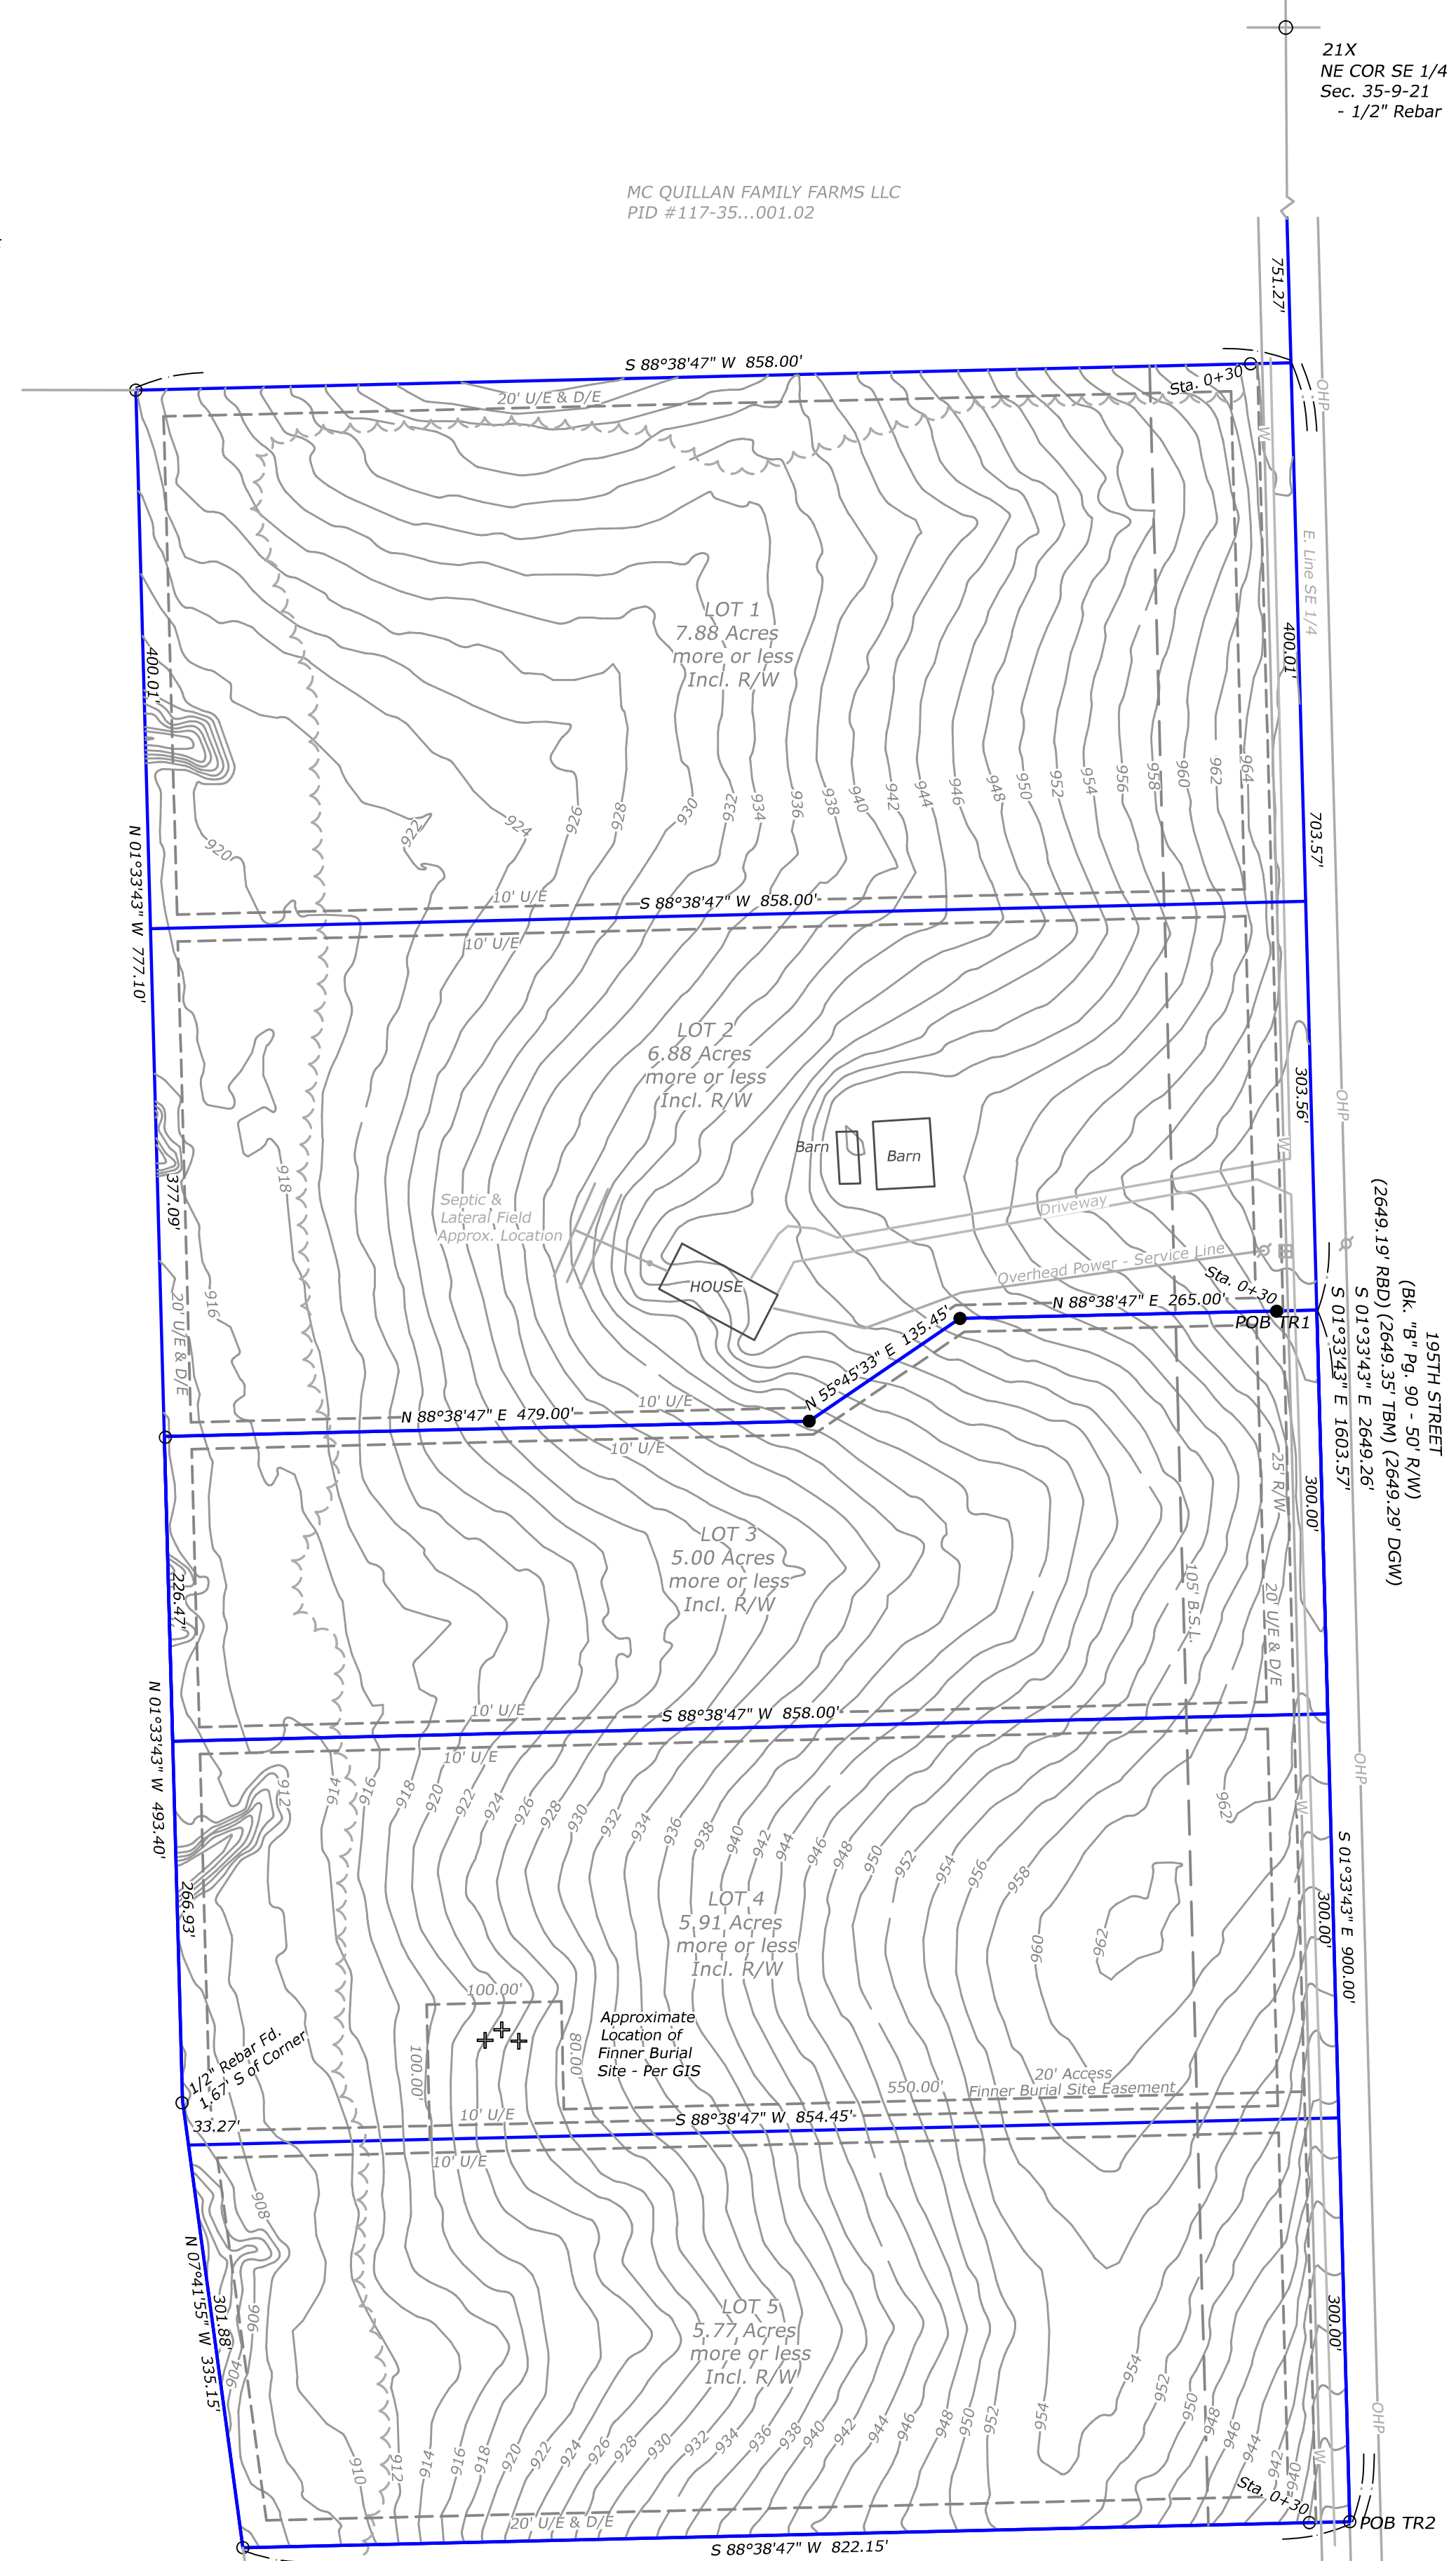 21X
NE COR SE 1/4
Sec. 35-9-21
- 1/2" Rebar
MC QUILLAN FAMILY FARMS LLC
PID #117-35...001.02
751.27'
S 88°38'47" W 858.00'
Sta. 0+30
20' U/E & D/E
OHP
W
E. Line SE 1/4
LOT 1
7.88 Acres
more or less
Incl. R/W
400.01'
400.01'
703.57'
920
922
924
926
928
930
932
934
936
938
940
942
944
946
948
950
952
954
956
958
960
962
964
N 01°33'43" W 777.10'
10' U/E
S 88°38'47" W 858.00'
10' U/E
LOT 2
6.88 Acres
more or less
Incl. R/W
303.56'
OHP
W
Barn
Barn
918
377.09'
Septic &
Lateral Field
Approx. Location
Driveway
Overhead Power - Service Line
HOUSE
916
20' U/E & D/E
Sta. 0+30
N 88°38'47" E 265.00'
POB TR1
N 55°45'33" E 135.45'
10' U/E
N 88°38'47" E 479.00'
10' U/E
195TH STREET
(Bk. "B" Pg. 90 - 50' R/W)
(2649.19' RBD) (2649.35' TBM) (2649.29' DGW)
S 01°33'43" E 2649.26'
S 01°33'43" E 1603.57'
25' R/W
300.00'
LOT 3
5.00 Acres
more or less
Incl. R/W
226.47'
105' B.S.L.
20' U/E & D/E
N 01°33'43" W 493.40'
10' U/E
S 88°38'47" W 858.00'
10' U/E
OHP
W
912
914
916
918
920
922
924
926
928
930
932
934
936
938
940
942
944
946
948
950
952
954
956
958
960
962
962
LOT 4
5.91 Acres
more or less
Incl. R/W
266.93'
300.00'
S 01°33'43" E 900.00'
100.00'
100.00'
80.00'
Approximate
Location of
Finner Burial
Site - Per GIS
1/2" Rebar Fd.
1.67' S of Corner
550.00'
20' Access
Finner Burial Site Easement
33.27'
10' U/E
S 88°38'47" W 854.45'
10' U/E
908
906
904
N 07°41'55" W 335.15'
301.88'
LOT 5
5.77 Acres
more or less
Incl. R/W
300.00'
OHP
W
910
912
914
916
918
920
922
924
926
928
930
932
934
936
938
940
942
944
946
948
950
952
954
954
952
950
948
946
944
942
940
Sta. 0+30
20' U/E & D/E
S 88°38'47" W 822.15'
POB TR2